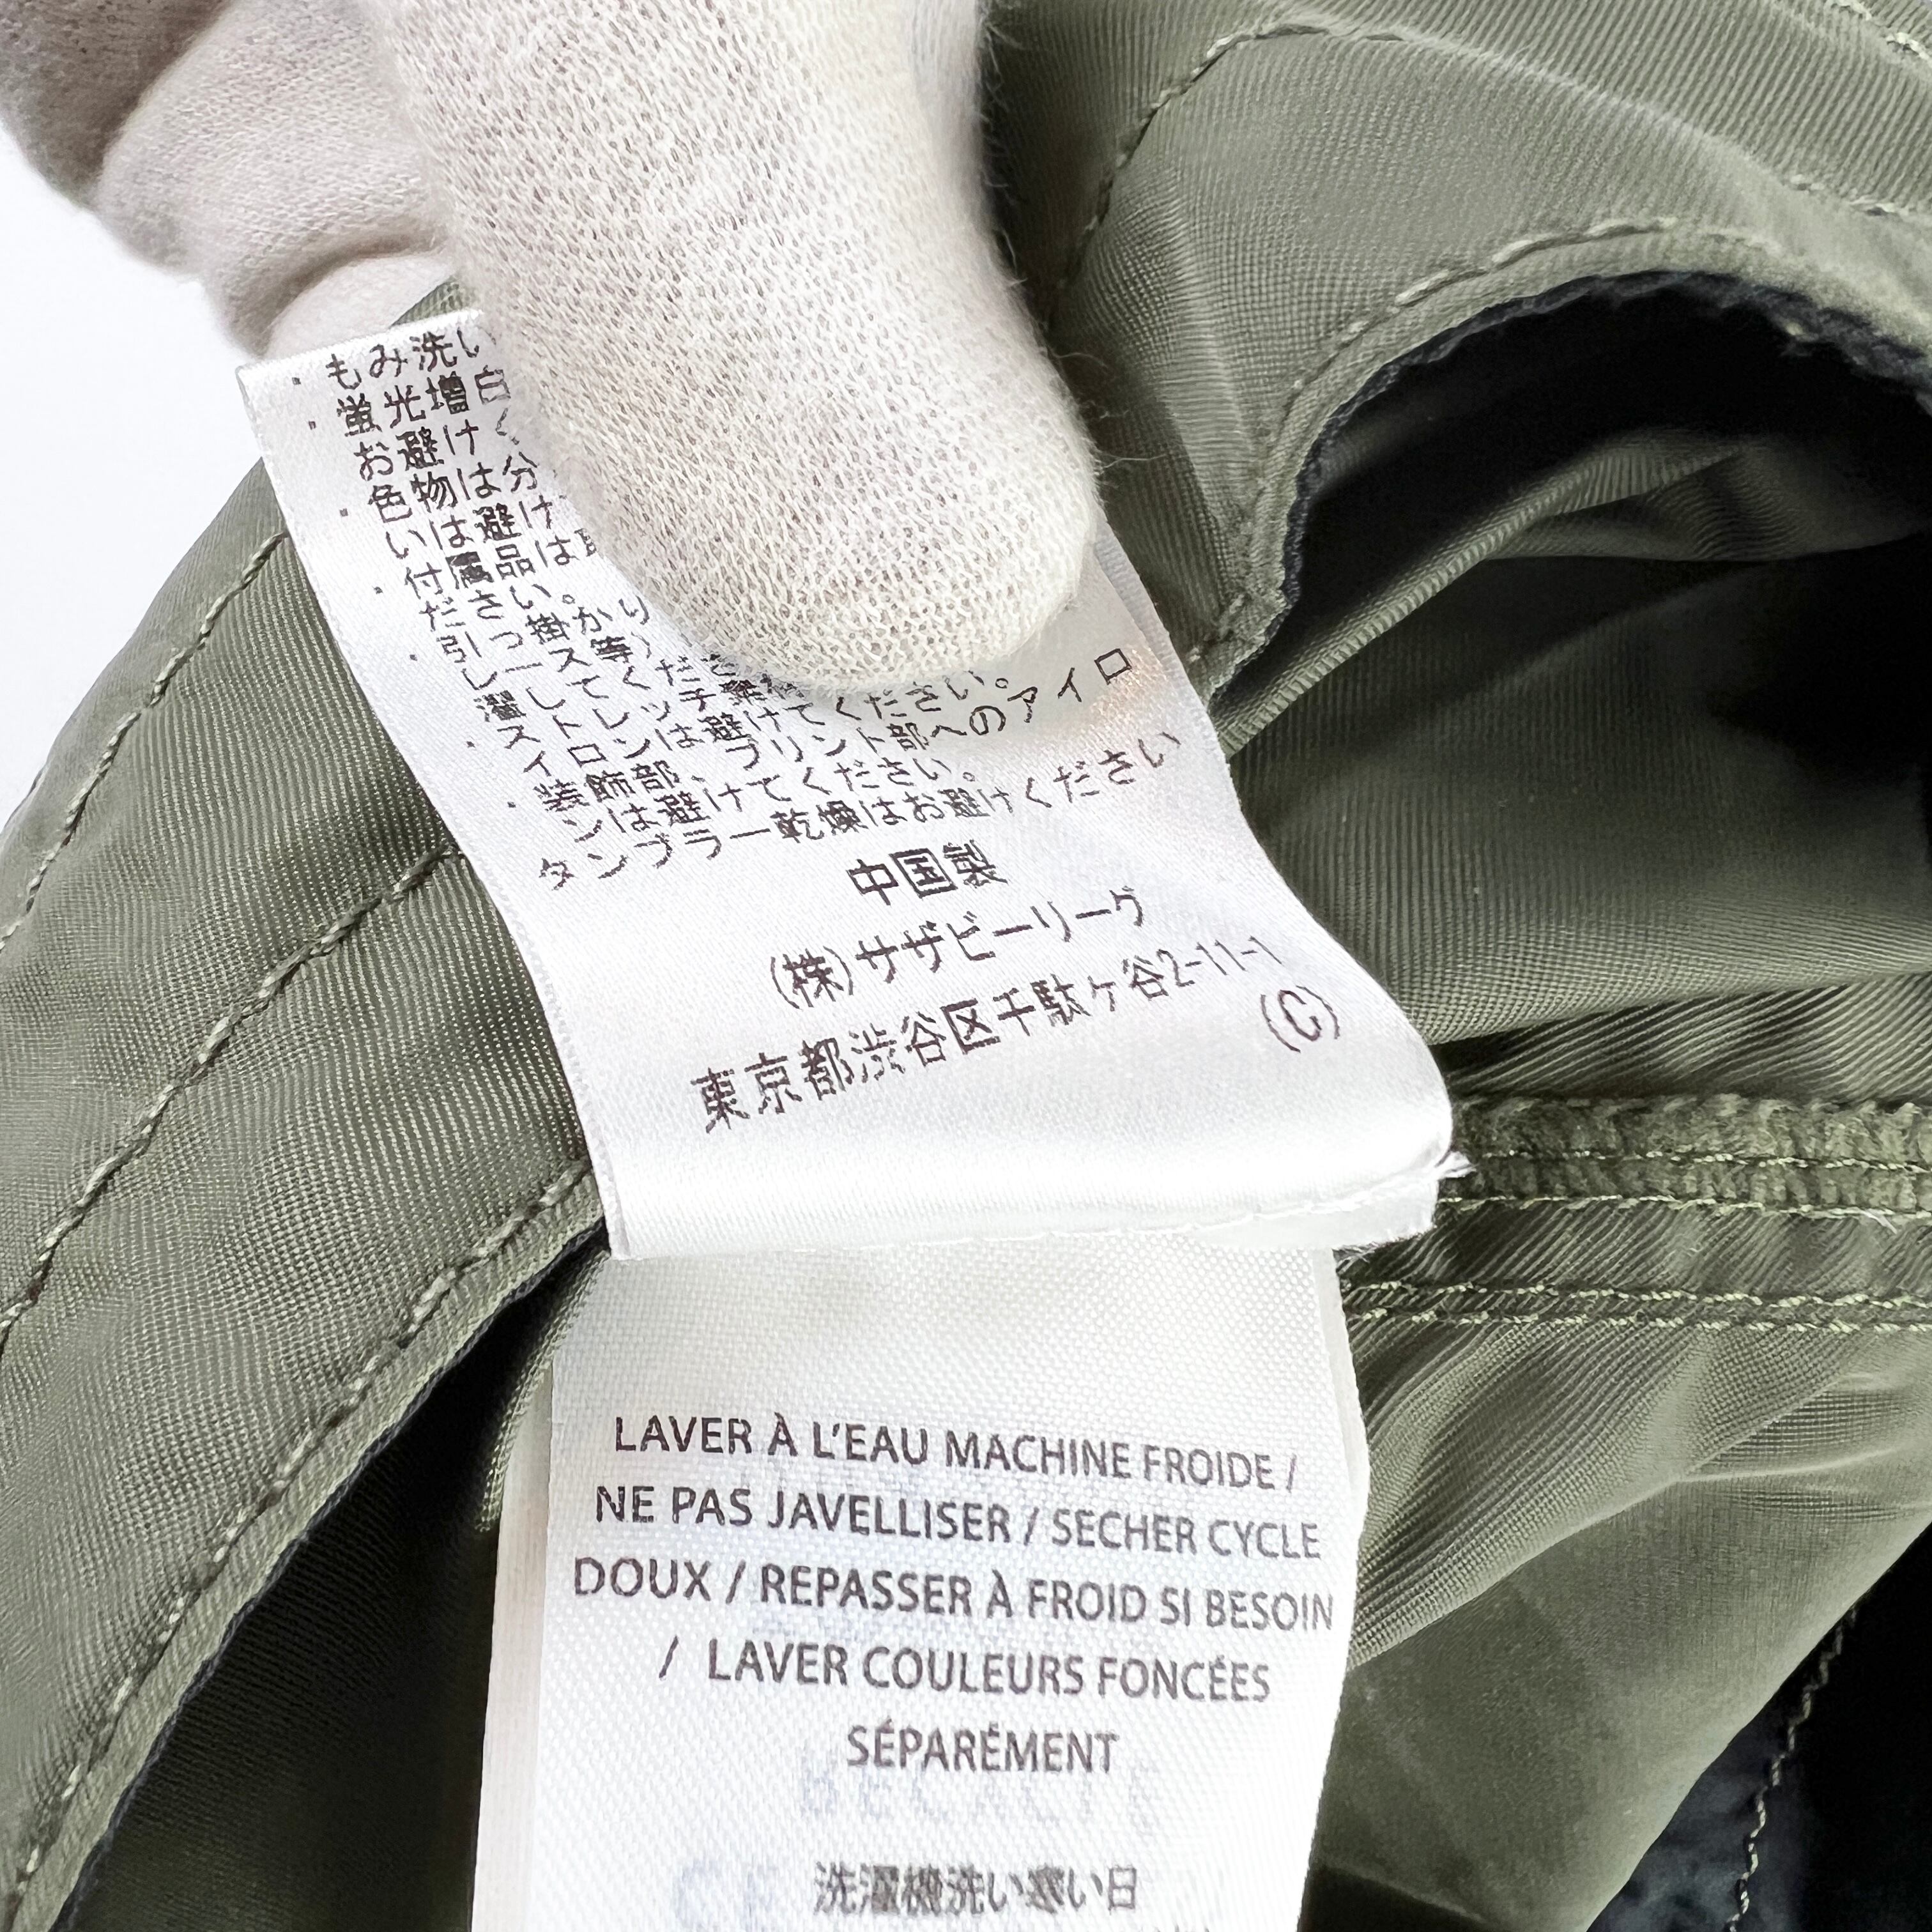 ・もみ洗い
・蛍光増白
お避けく
・色物は分
いは避け
・付属品は
ださい。
・引っ掛かり
レース等)
濡してくだ
・ストレッチ
イロンは避けてください。
・装飾部、プリント部へのアイロ
ンは避けてください。
タンブラー乾燥はお避けください
中国製
(株)サザビーリーグ
東京都渋谷区千駄ヶ谷2-11-1
(C)
LAVER À L'EAU MACHINE FROIDE /
NE PAS JAVELLISER / SECHER CYCLE
DOUX / REPASSER À FROID SI BESOIN
/ LAVER COULEURS FONCÉES
SÉPARÉMENT
洗濯機洗い寒い日